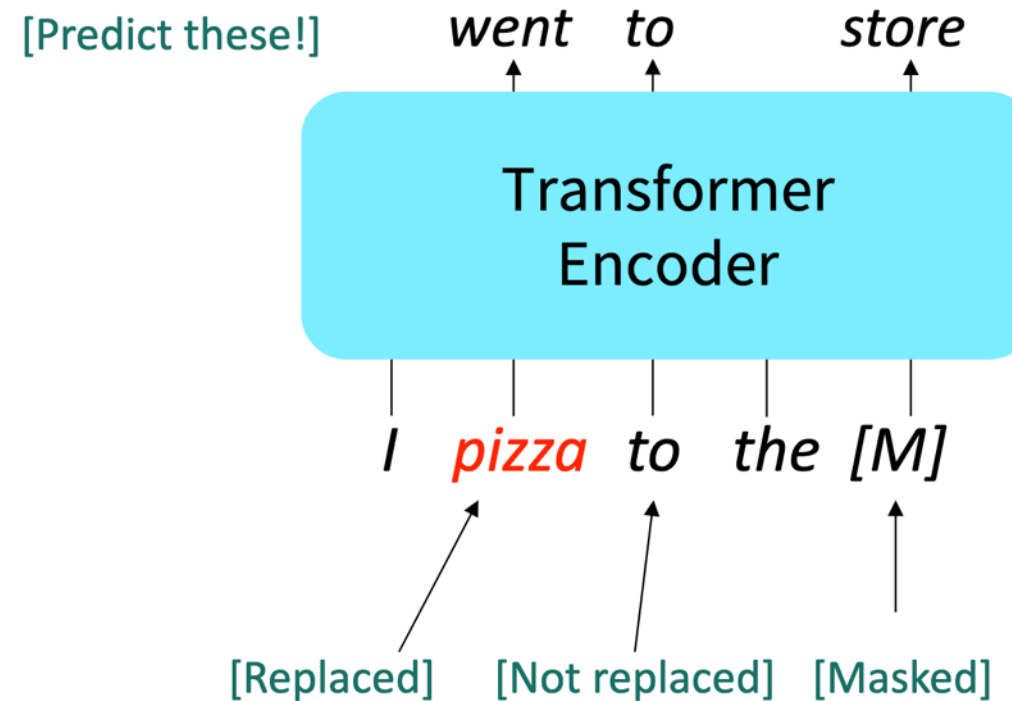 [Predict these!] went to store
Transformer
Encoder
I pizza to the [M]
[Replaced] [Not replaced] [Masked]